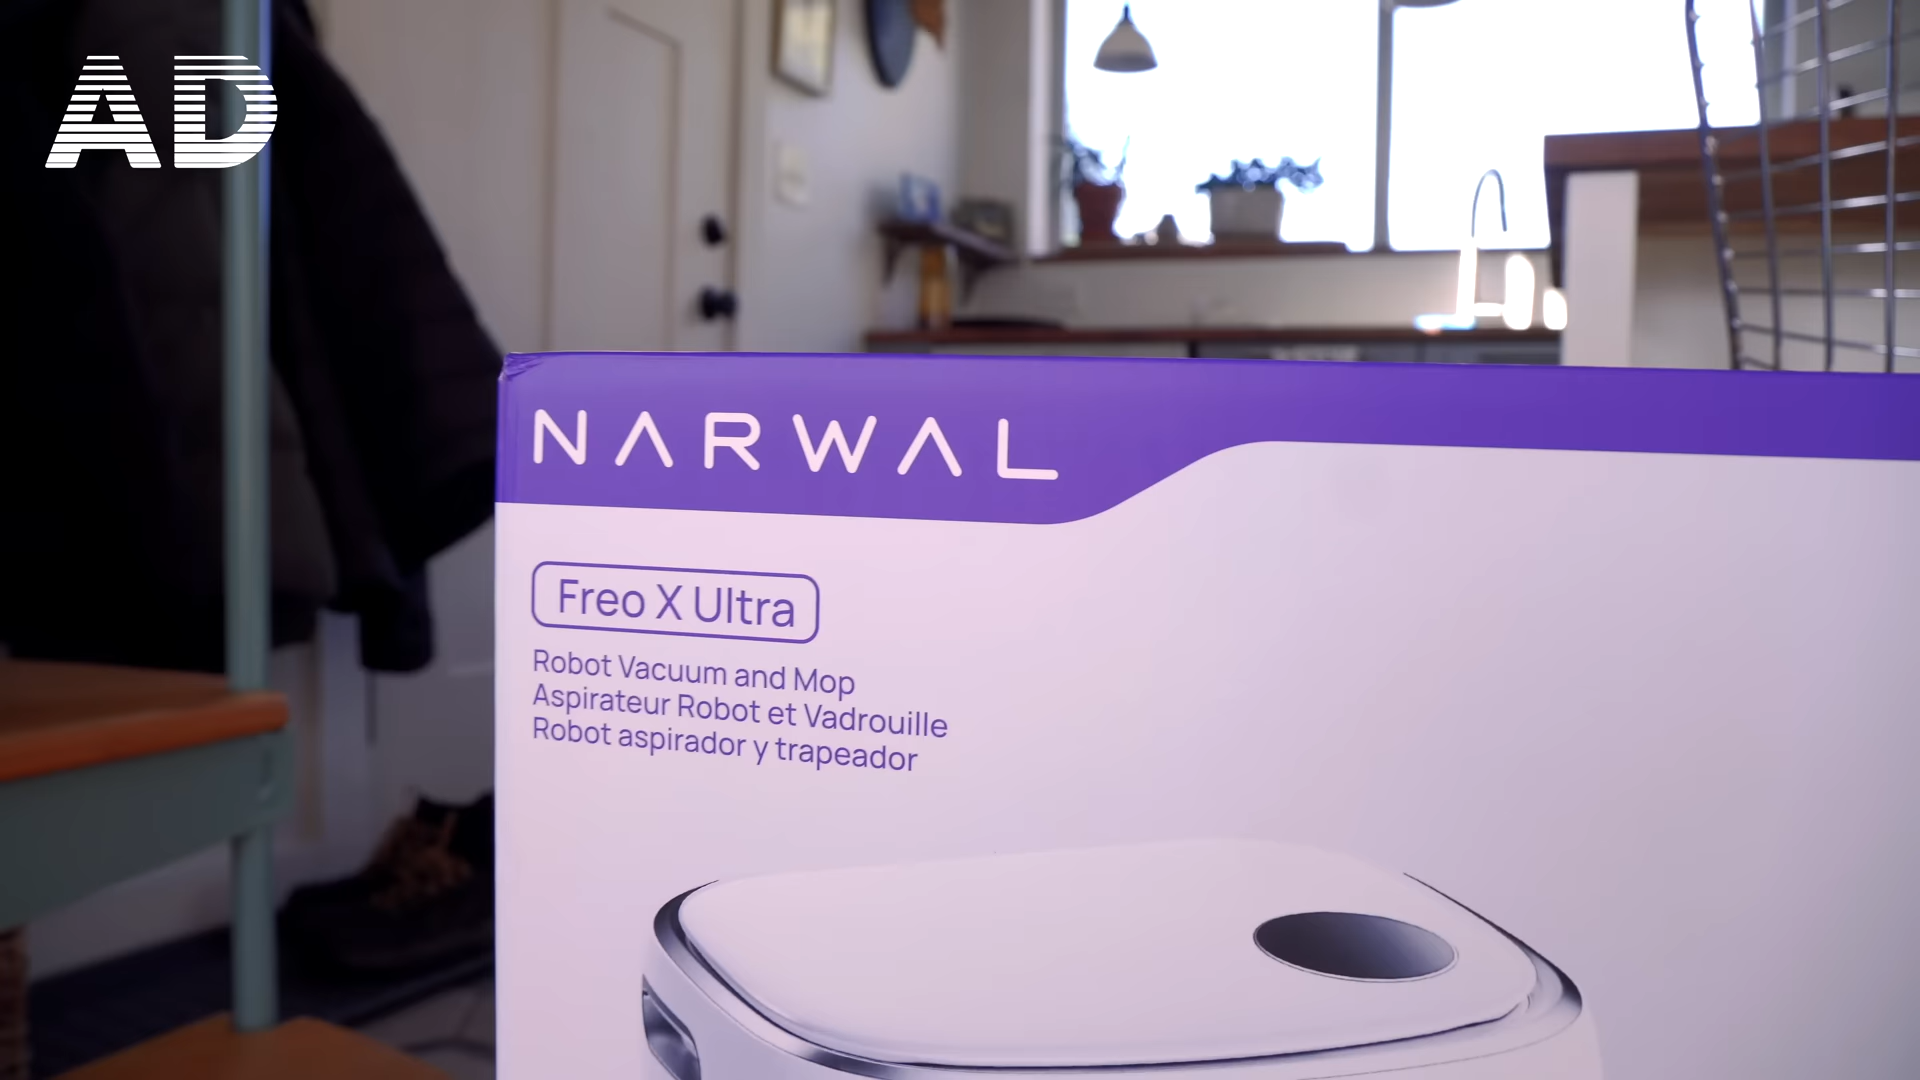 AD
NARWAL
Freo X Ultra
Robot Vacuum and Mop
Aspirateur Robot et Vadrouille
Robot aspirador y trapeador